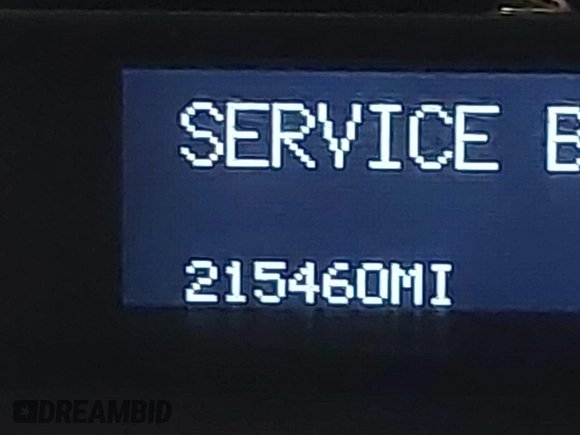 SERVICE B
215460MI
DREAMBID